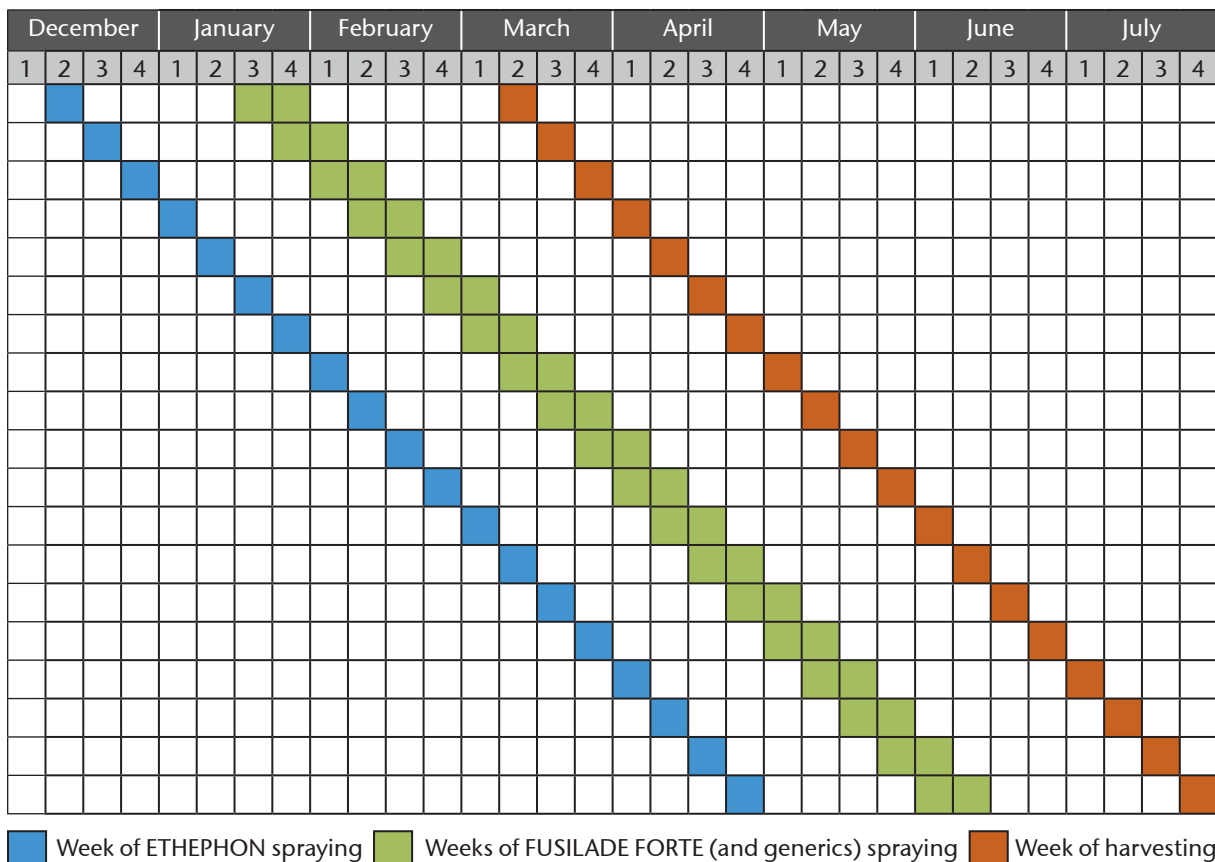 December January February March April May June July
1 2 3 4 1 2 3 4 1 2 3 4 1 2 3 4 1 2 3 4 1 2 3 4 1 2 3 4 1 2 3 4
Week of ETHEPHON spraying Weeks of FUSILADE FORTE (and generics) spraying Week of harvesting